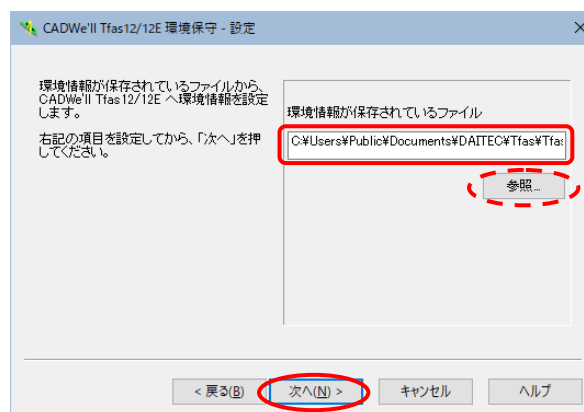 CADWe'll Tfas12/12E 環境保守 - 設定
環境情報が保存されているファイルから、
CADWe'll Tfas12/12E へ環境情報を設定
します。
右記の項目を設定してから、「次へ」を押
してください。
環境情報が保存されているファイル
C:¥Users¥Public¥Documents¥DAITEC¥Tfas¥Tfas
参照...
< 戻る(B)
次へ(N) >
キャンセル
ヘルプ